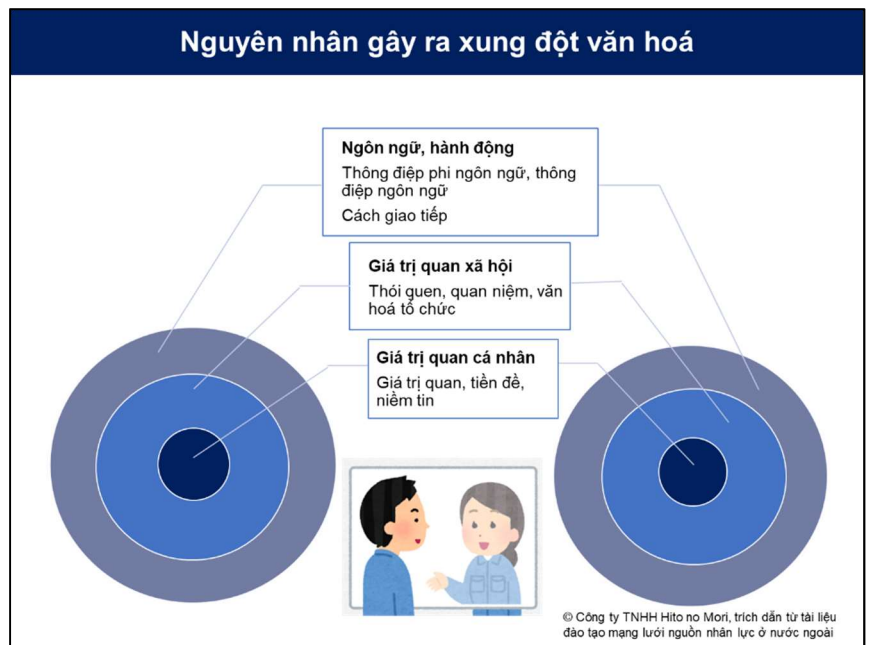 Nguyên nhân gây ra xung đột văn hoá
Ngôn ngữ, hành động
Thông điệp phi ngôn ngữ, thông
điệp ngôn ngữ
Cách giao tiếp
Giá trị quan xã hội
Thói quen, quan niệm, văn
hoá tổ chức
Giá trị quan cá nhân
Giá trị quan, tiền đề,
niềm tin
© Công ty TNHH Hito no Mori, trích dẫn từ tài liệu
đào tạo mạng lưới nguồn nhân lực ở nước ngoài